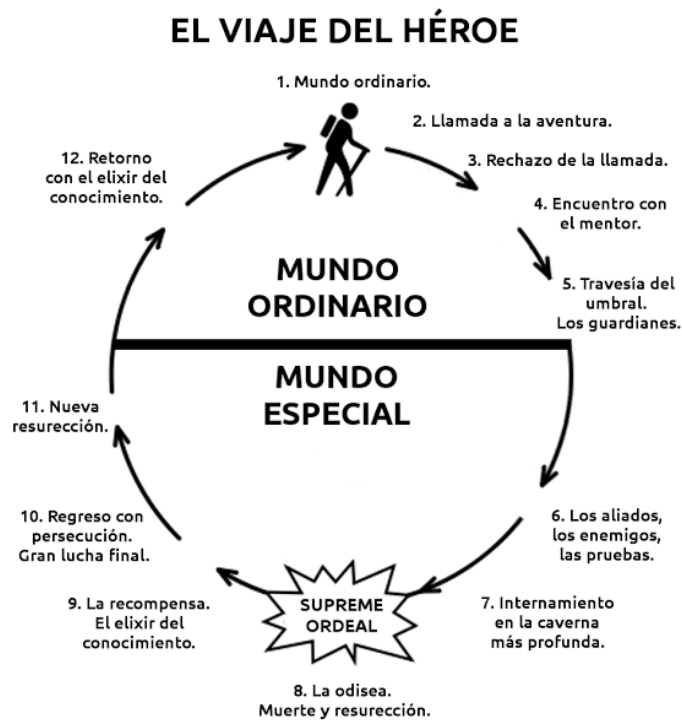 EL VIAJE DEL HÉROE
1. Mundo ordinario.
2. Llamada a la aventura.
3. Rechazo de la llamada.
4. Encuentro con
el mentor.
5. Travesía del
umbral.
Los guardianes.
MUNDO
ORDINARIO
MUNDO
ESPECIAL
6. Los aliados,
los enemigos,
las pruebas.
7. Internamiento
en la caverna
más profunda.
SUPREME
ORDEAL
8. La odisea.
Muerte y resurección.
9. La recompensa.
El elixir del
conocimiento.
10. Regreso con
persecución.
Gran lucha final.
11. Nueva
resurección.
12. Retorno
con el elixir del
conocimiento.